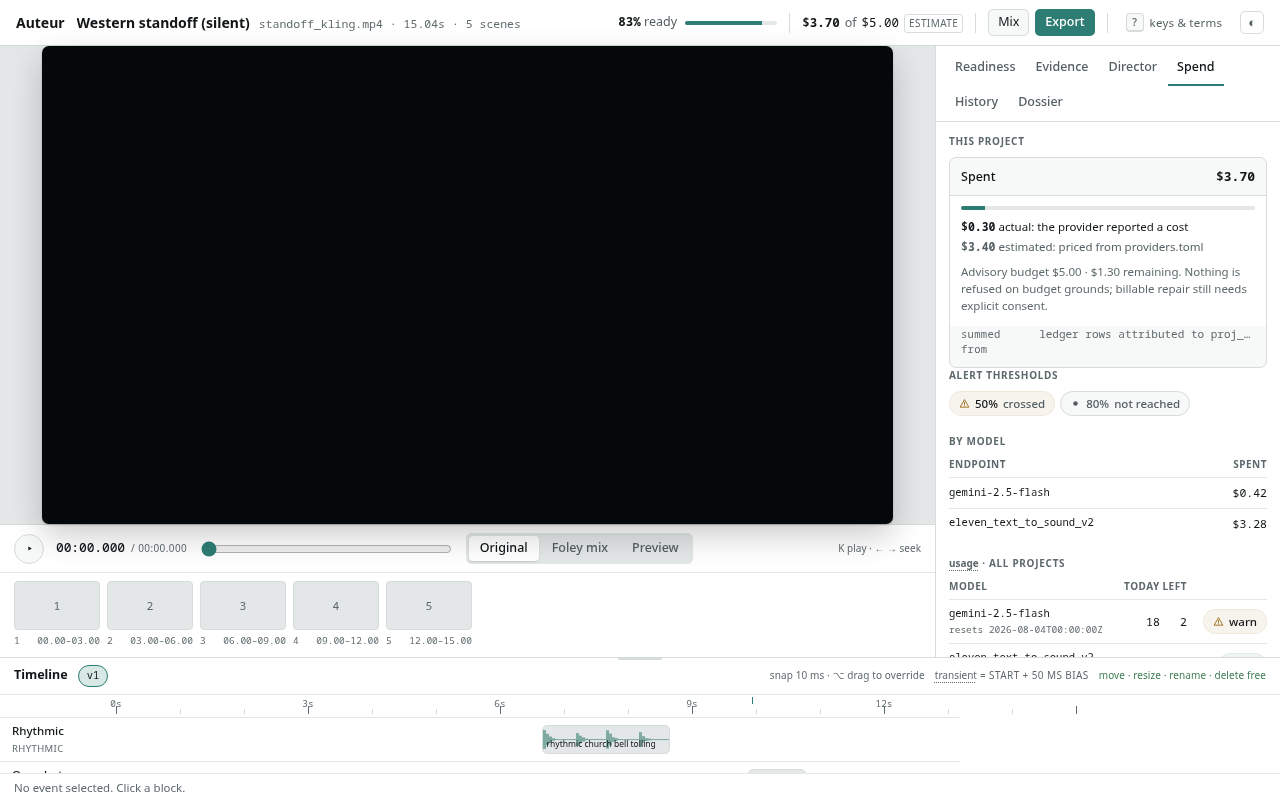 Auteur Western standoff (silent) standoff_kling.mp4 · 15.04s · 5 scenes 83% ready $3.70 of $5.00 ESTIMATE Mix Export ? keys & terms
Readiness Evidence Director Spend
History Dossier
THIS PROJECT
Spent $3.70
$0.30 actual: the provider reported a cost
$3.40 estimated: priced from providers.toml
Advisory budget $5.00 · $1.30 remaining. Nothing is
refused on budget grounds; billable repair still needs
explicit consent.
summed from ledger rows attributed to proj_…
ALERT THRESHOLDS
50% crossed 80% not reached
BY MODEL
ENDPOINT SPENT
gemini-2.5-flash $0.42
eleven_text_to_sound_v2 $3.28
usage · ALL PROJECTS
MODEL TODAY LEFT
gemini-2.5-flash 18 2 warn
resets 2026-08-04T00:00:00Z
00:00.000 / 00:00.000 Original Foley mix Preview K play · ← → seek
1 2 3 4 5
1 00.00–03.00 2 03.00–06.00 3 06.00–09.00 4 09.00–12.00 5 12.00–15.00
Timeline v1 snap 10 ms · ⌥ drag to override transient = START + 50 MS BIAS move · resize · rename · delete free
0s 3s 6s 9s 12s
Rhythmic
RHYTHMIC
rhythmic church bell tolling
No event selected. Click a block.